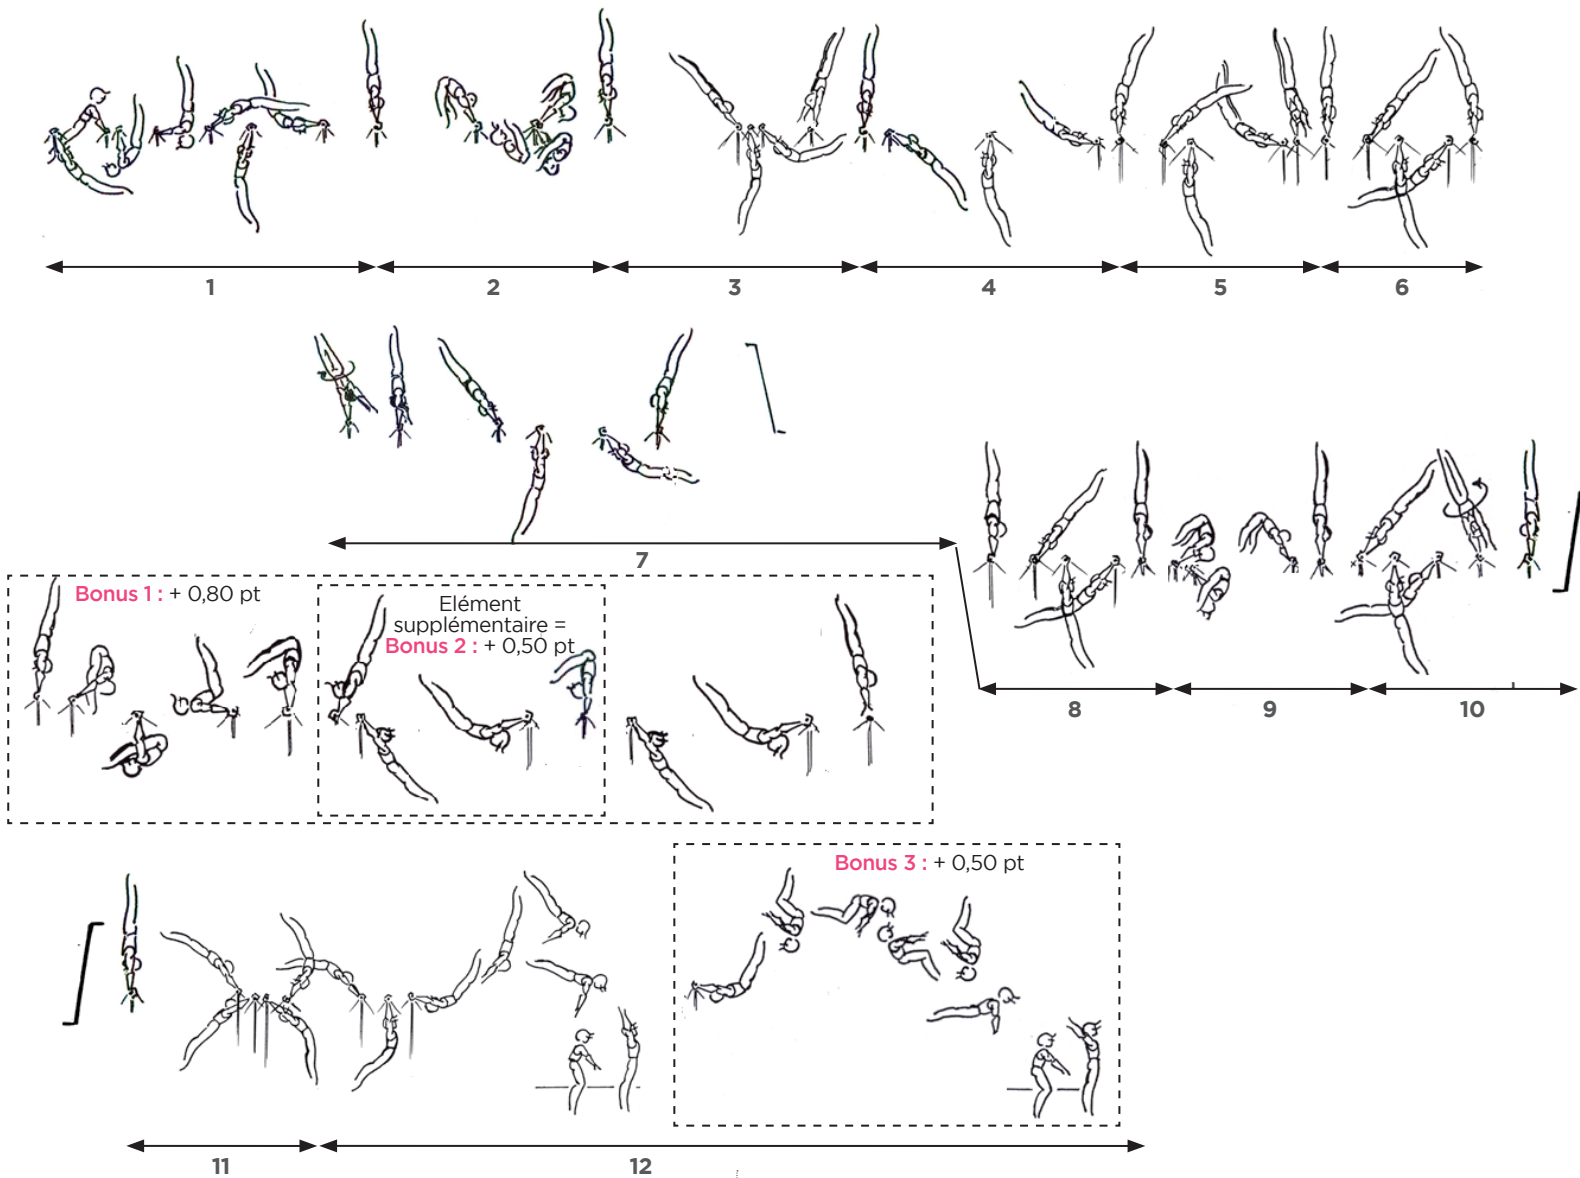 1
2
3
4
5
6
7
8
9
10
Bonus 1 : + 0,80 pt
Elément
supplémentaire =
Bonus 2 : + 0,50 pt
Bonus 3 : + 0,50 pt
11
12